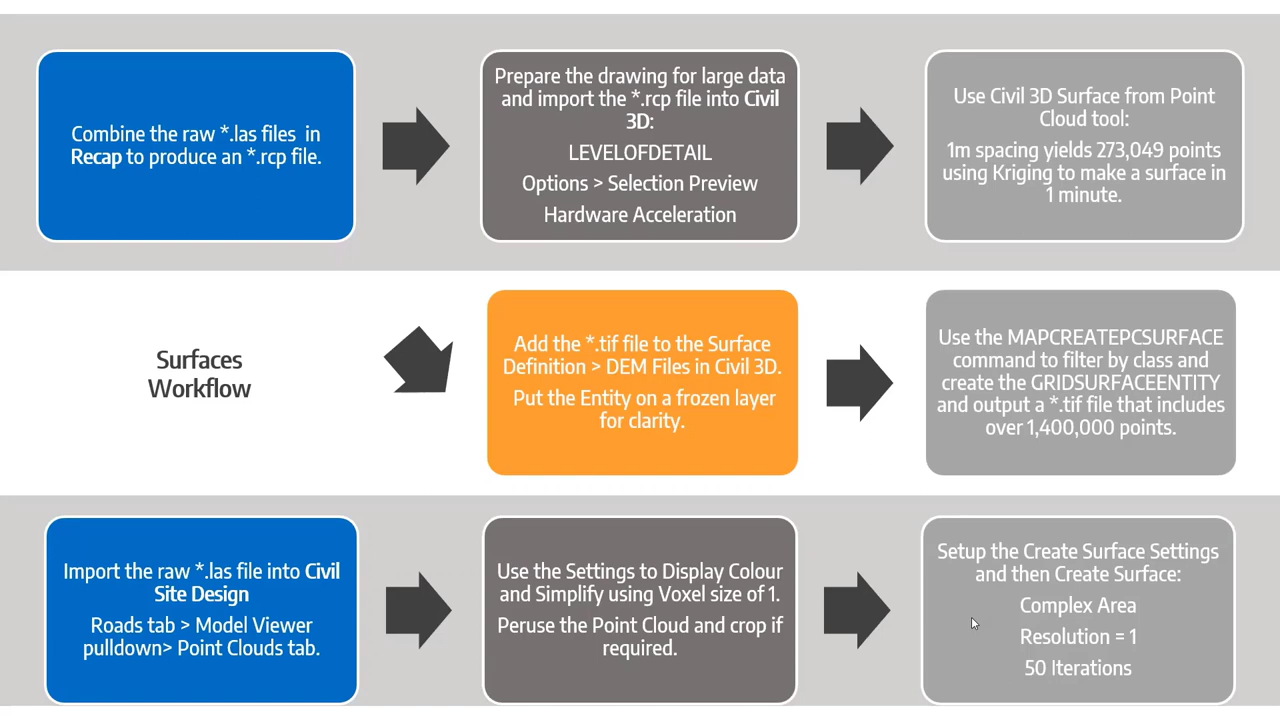 Combine the raw *.las files in
Recap to produce an *.rcp file.
Prepare the drawing for large data
and import the *.rcp file into Civil
3D:
LEVELOFDETAIL
Options > Selection Preview
Hardware Acceleration
Use Civil 3D Surface from Point
Cloud tool:
1m spacing yields 273,049 points
using Kriging to make a surface in
1 minute.
Surfaces
Workflow
Add the *.tif file to the Surface
Definition > DEM Files in Civil 3D.
Put the Entity on a frozen layer
for clarity.
Use the MAPCREATEPCSURFACE
command to filter by class and
create the GRIDSURFACEENTITY
and output a *.tif file that includes
over 1,400,000 points.
Import the raw *.las file into Civil
Site Design
Roads tab > Model Viewer
pulldown> Point Clouds tab.
Use the Settings to Display Colour
and Simplify using Voxel size of 1.
Peruse the Point Cloud and crop if
required.
Setup the Create Surface Settings
and then Create Surface:
Complex Area
Resolution = 1
50 Iterations